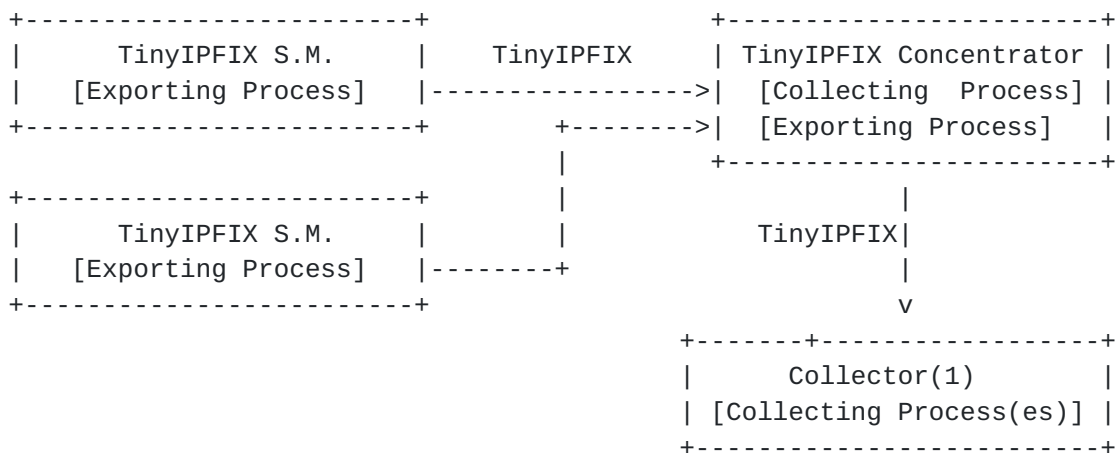 +-------------------------+                  +------------------------+
|      TinyIPFIX S.M.     |    TinyIPFIX     | TinyIPFIX Concentrator |
|   [Exporting Process]   |----------------->|  [Collecting  Process] |
+-------------------------+        +-------->|  [Exporting Process]   |
                                   |         +------------------------+
+-------------------------+        |                     |
|      TinyIPFIX S.M.     |        |            TinyIPFIX|
|   [Exporting Process]   |--------+                     |
+-------------------------+                              v
                                           +-------+------------------+
                                           |      Collector(1)        |
                                           | [Collecting Process(es)] |
                                           +--------------------------+